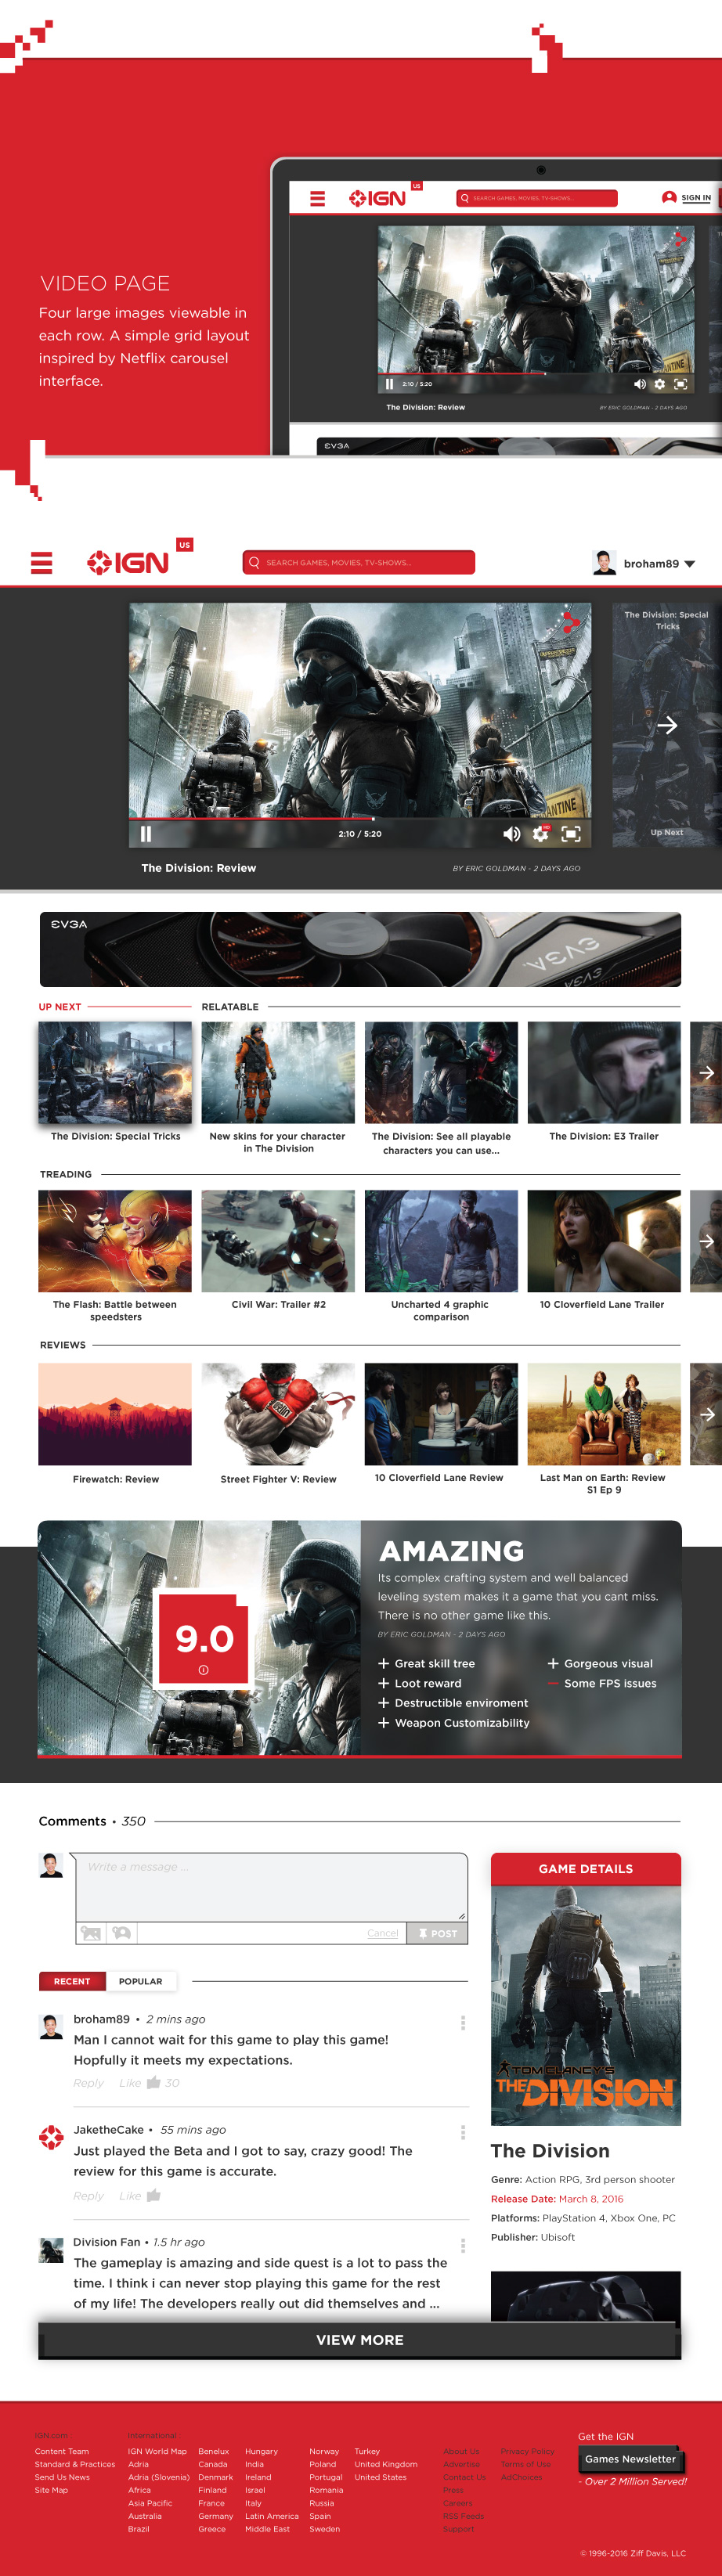 VIDEO PAGE
Four large images viewable in
each row. A simple grid layout
inspired by Netflix carousel
interface.
IGN
US
SEARCH GAMES, MOVIES, TV-SHOWS...
SIGN IN
ANTINE
2:10 / 5:20
The Division: Review
BY ERIC GOLDMAN - 2 DAYS AGO
EVGA
IGN
US
SEARCH GAMES, MOVIES, TV-SHOWS...
broham89
The Division: Special
Tricks
ANTINE
HD
2:10 / 5:20
Up Next
The Division: Review
BY ERIC GOLDMAN - 2 DAYS AGO
EVGA
EVGA
EVGA
UP NEXT
RELATABLE
The Division: Special Tricks
New skins for your character
in The Division
The Division: See all playable
characters you can use...
The Division: E3 Trailer
TREADING
The Flash: Battle between
speedsters
Civil War: Trailer #2
Uncharted 4 graphic
comparison
10 Cloverfield Lane Trailer
REVIEWS
Firewatch: Review
Street Fighter V: Review
10 Cloverfield Lane Review
Last Man on Earth: Review
S1 Ep 9
9.0
AMAZING
Its complex crafting system and well balanced
leveling system makes it a game that you cant miss.
There is no other game like this.
BY ERIC GOLDMAN - 2 DAYS AGO
+ Great skill tree
+ Loot reward
+ Destructible enviroment
+ Weapon Customizability
+ Gorgeous visual
— Some FPS issues
Comments • 350
Write a message ...
Cancel
POST
RECENT
POPULAR
broham89 • 2 mins ago
Man I cannot wait for this game to play this game!
Hopfully it meets my expectations.
Reply Like 30
JaketheCake • 55 mins ago
Just played the Beta and I got to say, crazy good! The
review for this game is accurate.
Reply Like
Division Fan • 1.5 hr ago
The gameplay is amazing and side quest is a lot to pass the
time. I think i can never stop playing this game for the rest
of my life! The developers really out did themselves and ...
GAME DETAILS
TOM CLANCY'S
THE DIVISION
The Division
Genre: Action RPG, 3rd person shooter
Release Date: March 8, 2016
Platforms: PlayStation 4, Xbox One, PC
Publisher: Ubisoft
VIEW MORE
IGN.com
Content Team
Standard & Practices
Send Us News
Site Map
International
IGN World Map
Adria
Adria (Slovenia)
Africa
Asia Pacific
Australia
Brazil
Benelux
Canada
Denmark
Finland
France
Germany
Greece
Hungary
India
Ireland
Israel
Italy
Latin America
Middle East
Norway
Poland
Portugal
Romania
Russia
Spain
Sweden
Turkey
United Kingdom
United States
About Us
Advertise
Contact Us
Press
Careers
RSS Feeds
Support
Privacy Policy
Terms of Use
AdChoices
Get the IGN
Games Newsletter
- Over 2 Million Served!
© 1996-2016 Ziff Davis, LLC